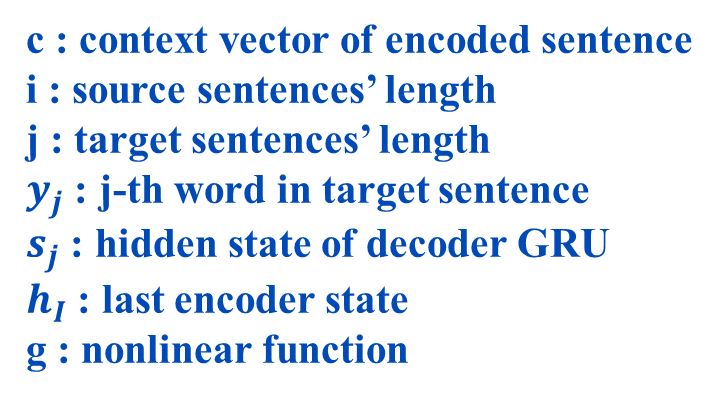 c : context vector of encoded sentence
i : source sentences' length
j : target sentences' length
y_j : j-th word in target sentence
s_j : hidden state of decoder GRU
h_I : last encoder state
g : nonlinear function